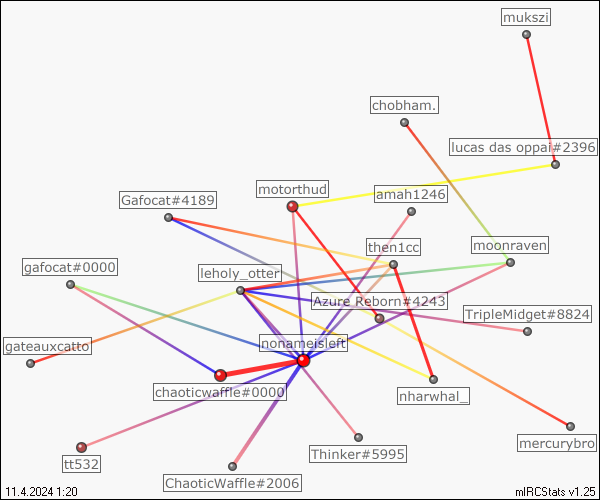 mukszi
chobham.
lucas das oppai#2396
motorthud
amah1246
Gafocat#4189
then1cc
moonraven
gafocat#0000
leholy_otter
Azure Reborn#4243
TripleMidget#8824
nonameisleft
gateauxcatto
chaoticwaffle#0000
nharwhal_
mercurybro
Thinker#5995
tt532
ChaoticWaffle#2006
11.4.2024 1:20
mIRCStats v1.25